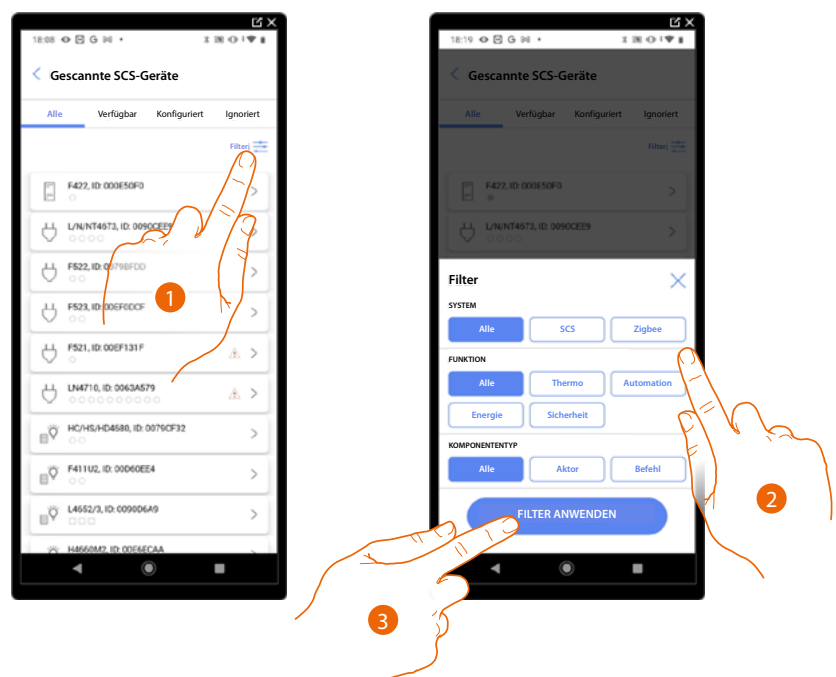 18:08
Gescannte SCS-Geräte
Alle Verfügbar Konfiguriert Ignoriert
Filter
F422, ID: 000E50F0
L/N/NT4673, ID: 0090CEE9
F522, ID: 0079BFDD
F523, ID: 00EF0DCF
F521, ID: 00EF131F
LN4710, ID: 0063A579
HC/HS/HD4680, ID: 0079CF32
F411U2, ID: 00D60EE4
L4652/3, ID: 0090D6A9
H4660M2, ID: 00E6ECAA
1
18:19
Gescannte SCS-Geräte
Alle Verfügbar Konfiguriert Ignoriert
Filter
F422, ID: 000E50F0
L/N/NT4673, ID: 0090CEE9
Filter
SYSTEM
Alle SCS Zigbee
FUNKTION
Alle Thermo Automation
Energie Sicherheit
KOMPONENTENTYP
Alle Aktor Befehl
FILTER ANWENDEN
2
3